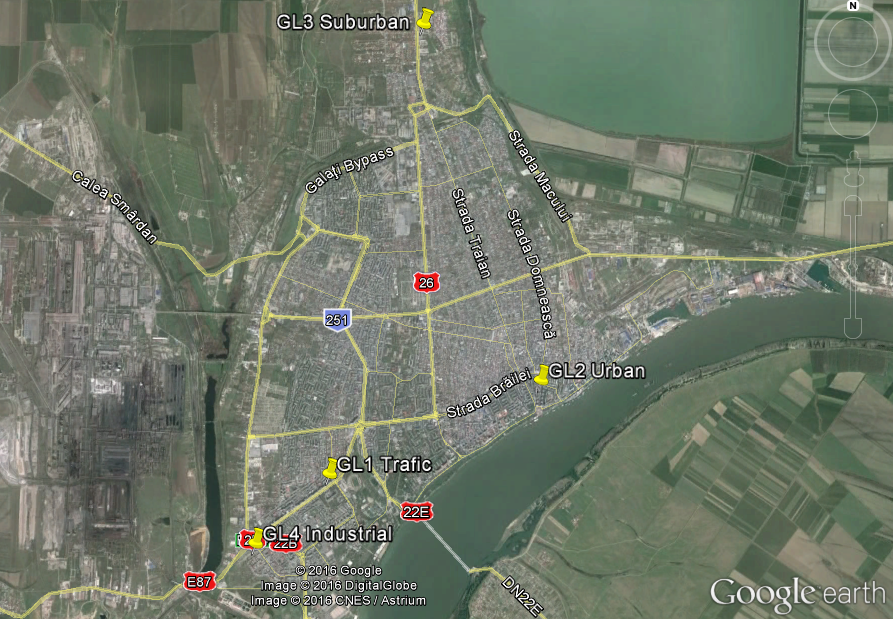 N
GL3 Suburban
Galați Bypass
Calea Smârdan
Strada Macului
Strada Traian
Strada Domnească
26
251
GL2 Urban
Strada Brăilei
GL1 Trafic
22E
GL4 Industrial
22B
E87
DN22E
© 2016 Google
Image © 2016 DigitalGlobe
Image © 2016 CNES / Astrium
Google earth